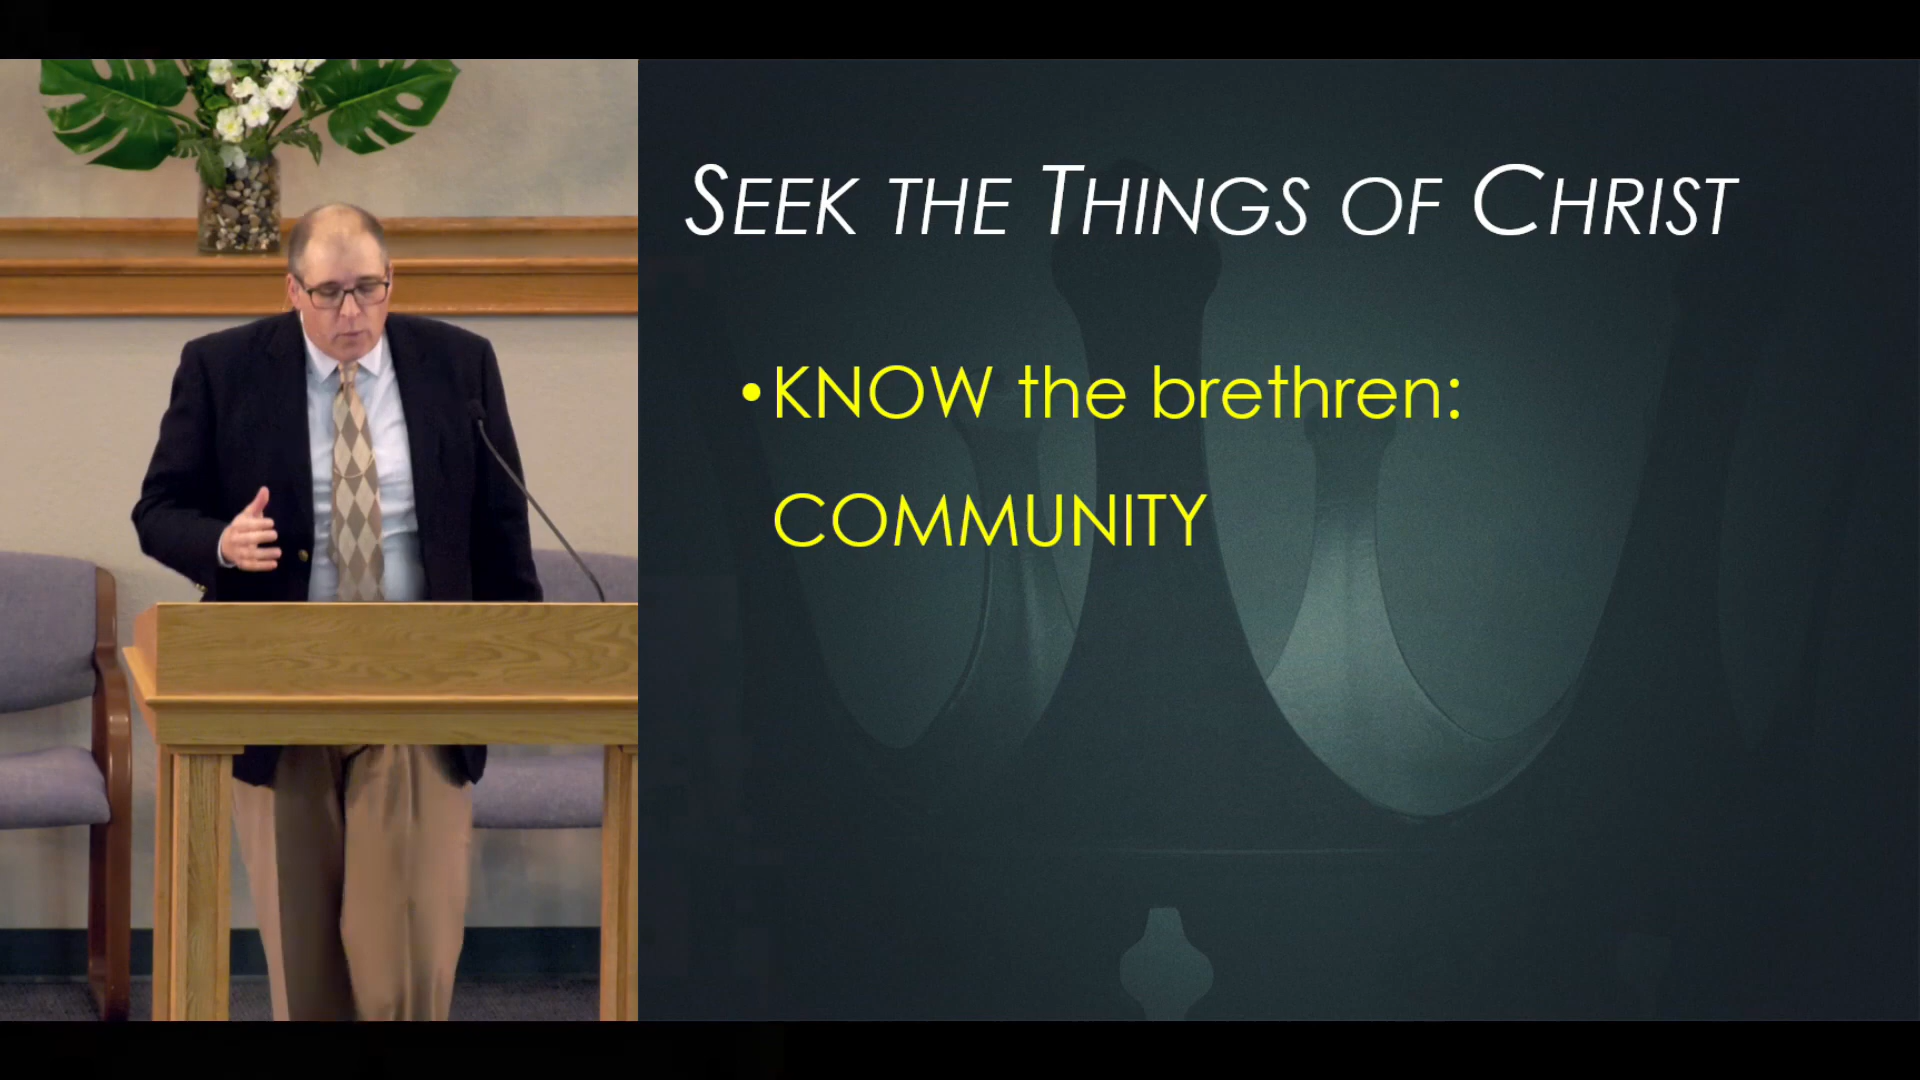 SEEK THE THINGS OF CHRIST
•KNOW the brethren:
COMMUNITY